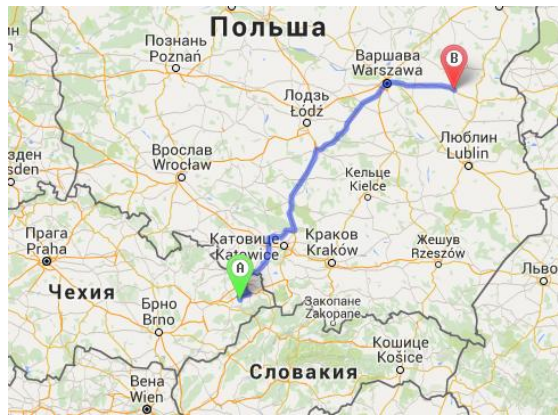 Польша
Познань
Poznań
Варшава
Warszawa
B
Лодзь
Łódź
Люблин
Lublin
Врослав
Wrocław
Кельце
Kielce
зден
sden
Прага
Praha
Катовице
Katowice
Краков
Kraków
Жешув
Rzeszów
A
Чехия
Львов
Брно
Brno
Закопане
Zakopane
Кошице
Košice
Словакия
Вена
Wien